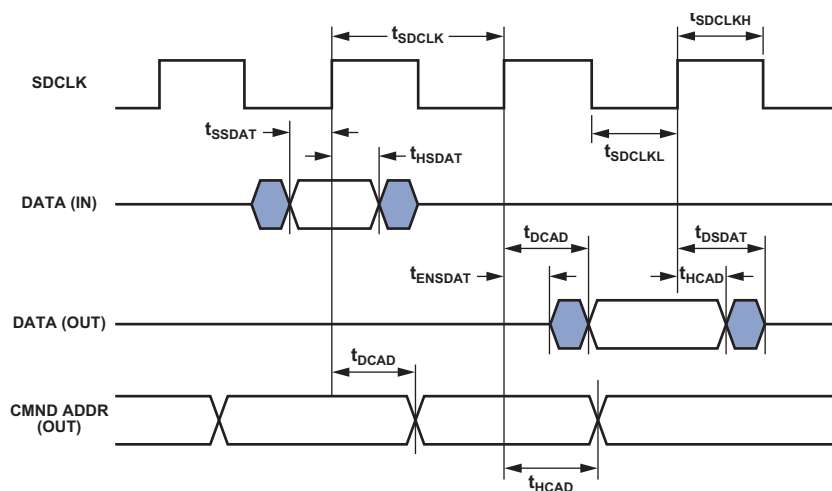 tSDCLK
tSDCLKH
SDCLK
tSSDAT
tHSDAT
tSDCLKL
DATA (IN)
tDCAD
tDSDAT
tENSDAT
tHCAD
DATA (OUT)
tDCAD
CMND ADDR
(OUT)
tHCAD